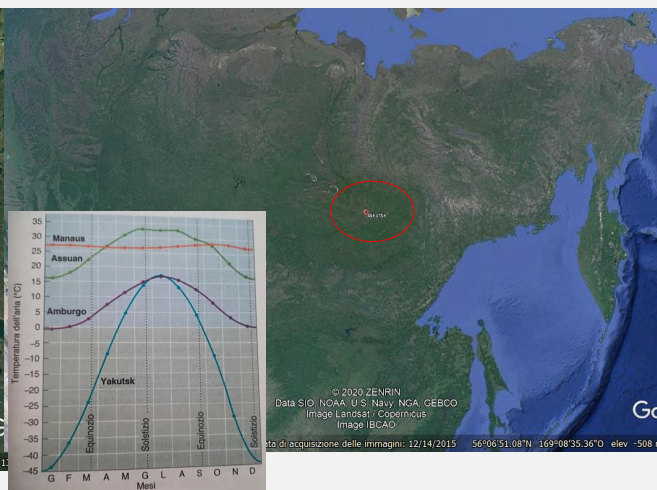 Yakutsk
© 2020 ZENRIN
Data SIO, NOAA, U.S. Navy, NGA, GEBCO
Image Landsat / Copernicus
Image IBCAO
Go
ta di acquisizione delle immagini: 12/14/2015 56°06'51.08"N 169°08'35.36"O elev -508
Temperatura dell'aria (°C)
35
30
25
20
15
10
5
0
-5
-10
-15
-20
-25
-30
-35
-40
-45
Manaus
Assuan
Amburgo
Yakutsk
Equinozio
Solstizio
Equinozio
Solstizio
G F M A M G L A S O N D
Mesi